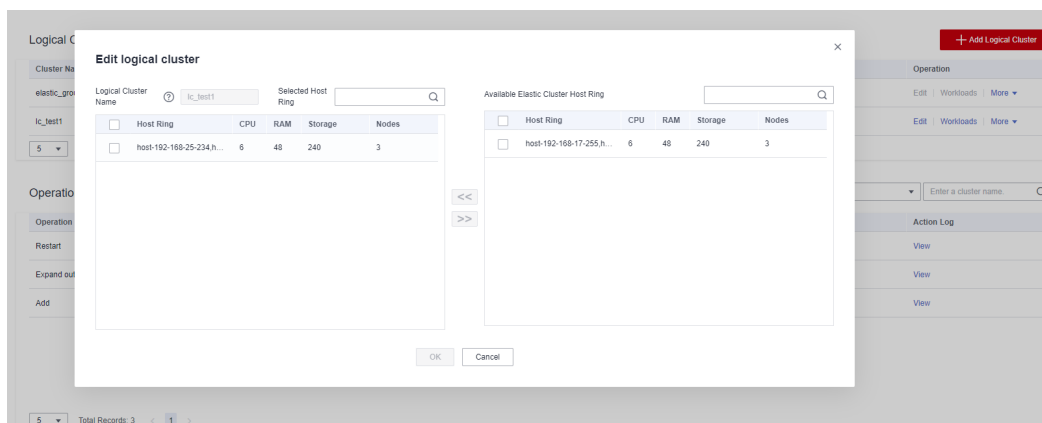 Logical C
+ Add Logical Cluster
Cluster Na
Operation
elastic_grou
Edit | Workloads | More
lc_test1
Edit | Workloads | More
5
Operatio
Enter a cluster name.
Operation
Action Log
Restart
View
Expand out
View
Add
View
5 Total Records: 3 < 1 >
Edit logical cluster
×
Logical Cluster Name
?
lc_test1
Selected Host Ring
Host Ring CPU RAM Storage Nodes
host-192-168-25-234,h... 6 48 240 3
<<
>>
Available Elastic Cluster Host Ring
Host Ring CPU RAM Storage Nodes
host-192-168-17-255,h... 6 48 240 3
OK
Cancel